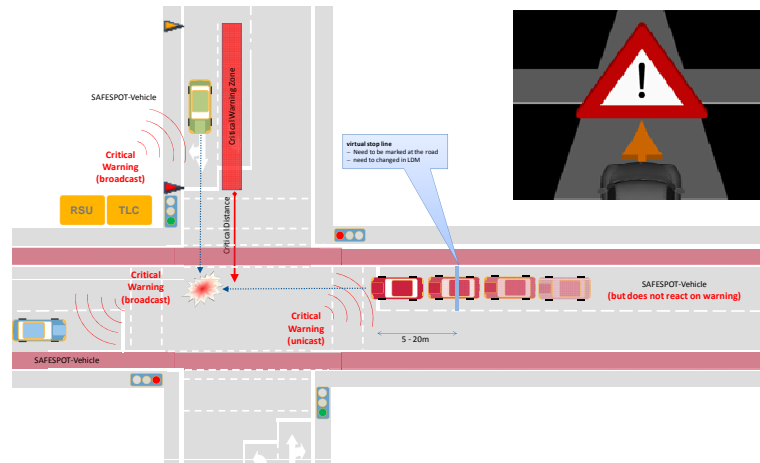 Critical Warning Zone
SAFESPOT-Vehicle
Critical
Warning
(broadcast)
RSU
TLC
Critical Distance
virtual stop line
– Need to be marked at the road
– need to changed in LDM
!
Critical
Warning
(broadcast)
SAFESPOT-Vehicle
(but does not react on warning)
Critical
Warning
(unicast)
5 - 20m
SAFESPOT-Vehicle